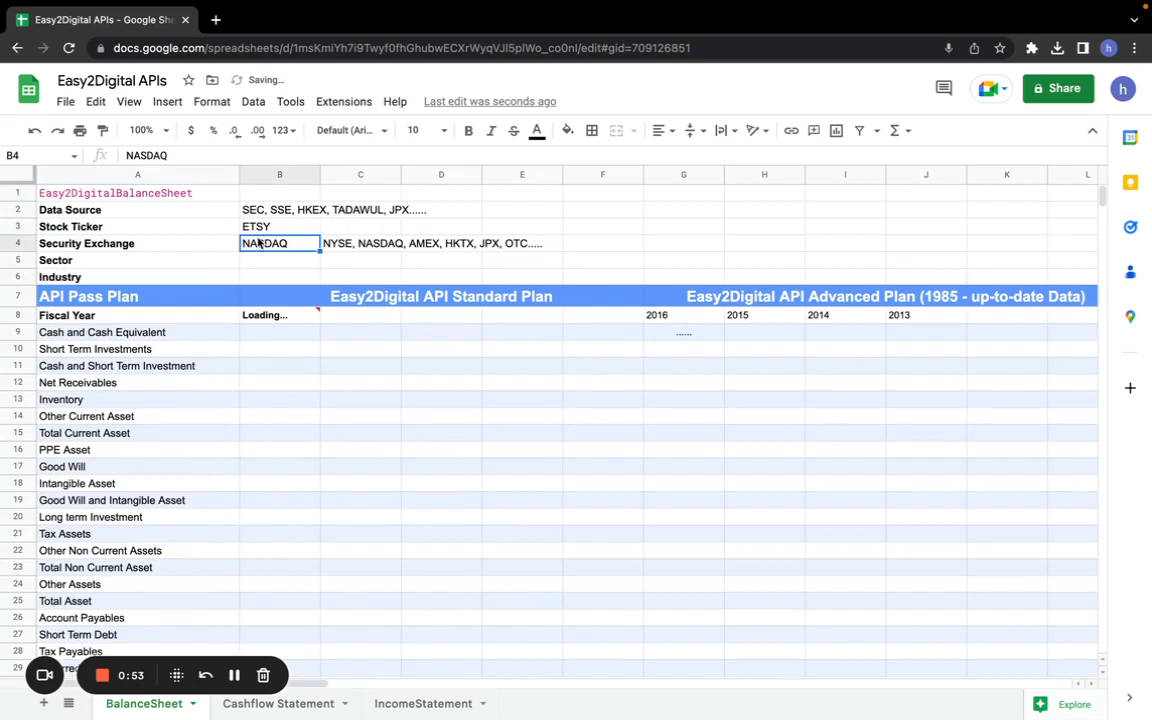 Easy2Digital APIs - Google She
docs.google.com/spreadsheets/d/1msKmiYh7i9Twyf0fhGhubwECXrWyqVJI5plWo_co0nI/edit#gid=709126851
h
Easy2Digital APIs
Saving...
File Edit View Insert Format Data Tools Extensions Help Last edit was seconds ago
Share
h
100% $ % .0 .00 123 Default (Ari... 10 B I S A
B4 fx NASDAQ
A B C D E F G H I J K L
1 Easy2DigitalBalanceSheet
2 Data Source SEC, SSE, HKEX, TADAWUL, JPX......
3 Stock Ticker ETSY
4 Security Exchange NASDAQ NYSE, NASDAQ, AMEX, HKTX, JPX, OTC.....
5 Sector
6 Industry
7 API Pass Plan Easy2Digital API Standard Plan Easy2Digital API Advanced Plan (1985 - up-to-date Data)
8 Fiscal Year Loading... 2016 2015 2014 2013
9 Cash and Cash Equivalent ......
10 Short Term Investments
11 Cash and Short Term Investment
12 Net Receivables
13 Inventory
14 Other Current Asset
15 Total Current Asset
16 PPE Asset
17 Good Will
18 Intangible Asset
19 Good Will and Intangible Asset
20 Long term Investment
21 Tax Assets
22 Other Non Current Assets
23 Total Non Current Assets
24 Other Assets
25 Total Asset
26 Account Payables
27 Short Term Debt
28 Tax Payables
29
0:53
BalanceSheet Cashflow Statement IncomeStatement Explore